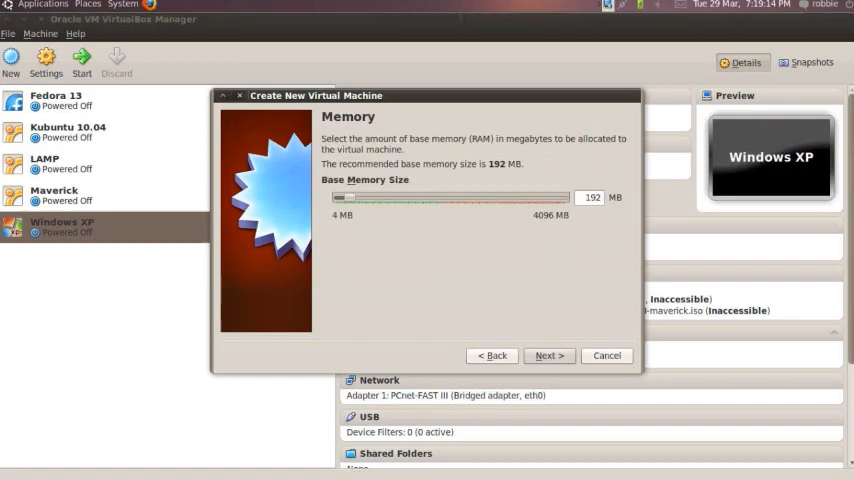 Applications Places System
Tue 29 Mar, 7:19:14 PM robbie
Oracle VM VirtualBox Manager
File Machine Help
New Settings Start Discard
Details Snapshots
Fedora 13
Powered Off
Kubuntu 10.04
Powered Off
LAMP
Powered Off
Maverick
Powered Off
Windows XP
Powered Off
Create New Virtual Machine
Memory
Select the amount of base memory (RAM) in megabytes to be allocated to
the virtual machine.
The recommended base memory size is 192 MB.
Base Memory Size
192 MB
4 MB 4096 MB
< Back Next > Cancel
Preview
Windows XP
, Inaccessible)
-maverick.iso (Inaccessible)
Network
Adapter 1: PCnet-FAST III (Bridged adapter, eth0)
USB
Device Filters: 0 (0 active)
Shared Folders